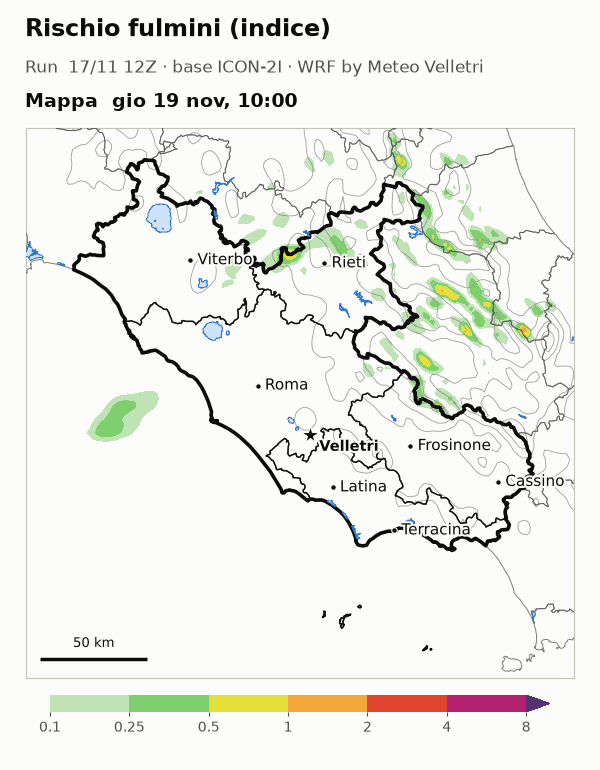 Rischio fulmini (indice)
Run  17/11 12Z · base ICON-2I · WRF by Meteo Velletri
Mappa  gio 19 nov, 10:00
Viterbo
Rieti
Roma
Velletri
Frosinone
Latina
Cassino
Terracina
50 km
0.1 0.25 0.5 1 2 4 8